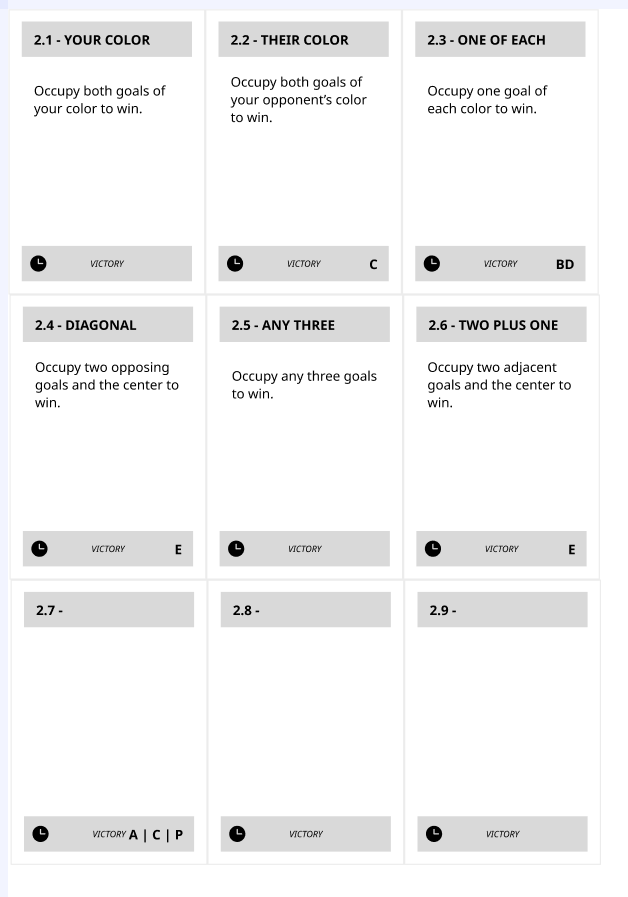 2.1 - YOUR COLOR
Occupy both goals of
your color to win.
VICTORY
2.2 - THEIR COLOR
Occupy both goals of
your opponent’s color
to win.
VICTORY C
2.3 - ONE OF EACH
Occupy one goal of
each color to win.
VICTORY BD
2.4 - DIAGONAL
Occupy two opposing
goals and the center to
win.
VICTORY E
2.5 - ANY THREE
Occupy any three goals
to win.
VICTORY
2.6 - TWO PLUS ONE
Occupy two adjacent
goals and the center to
win.
VICTORY E
2.7 -
VICTORY A | C | P
2.8 -
VICTORY
2.9 -
VICTORY